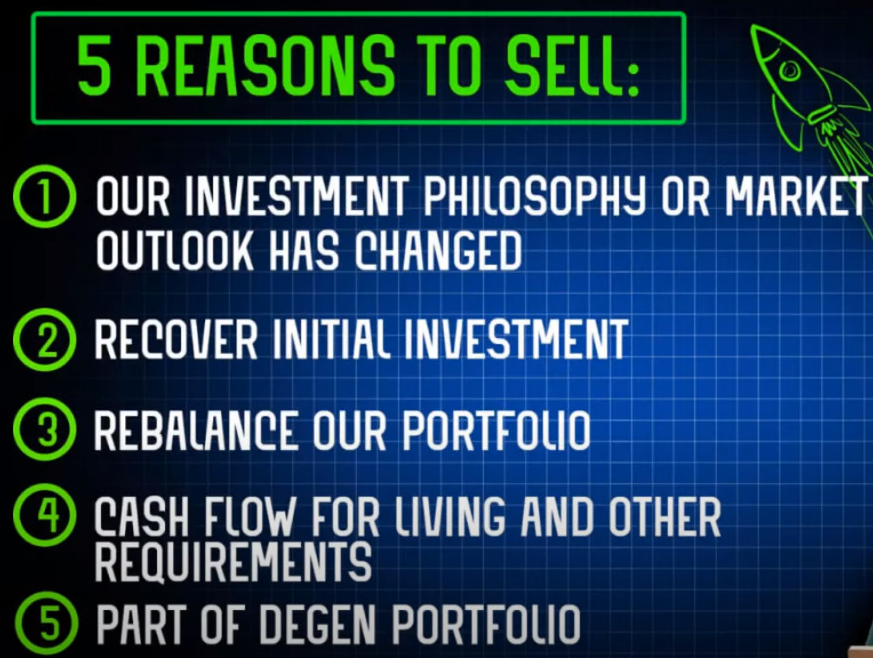 5 REASONS TO SELL:
1 OUR INVESTMENT PHILOSOPHY OR MARKET
OUTLOOK HAS CHANGED
2 RECOVER INITIAL INVESTMENT
3 REBALANCE OUR PORTFOLIO
4 CASH FLOW FOR LIVING AND OTHER
REQUIREMENTS
5 PART OF DEGEN PORTFOLIO